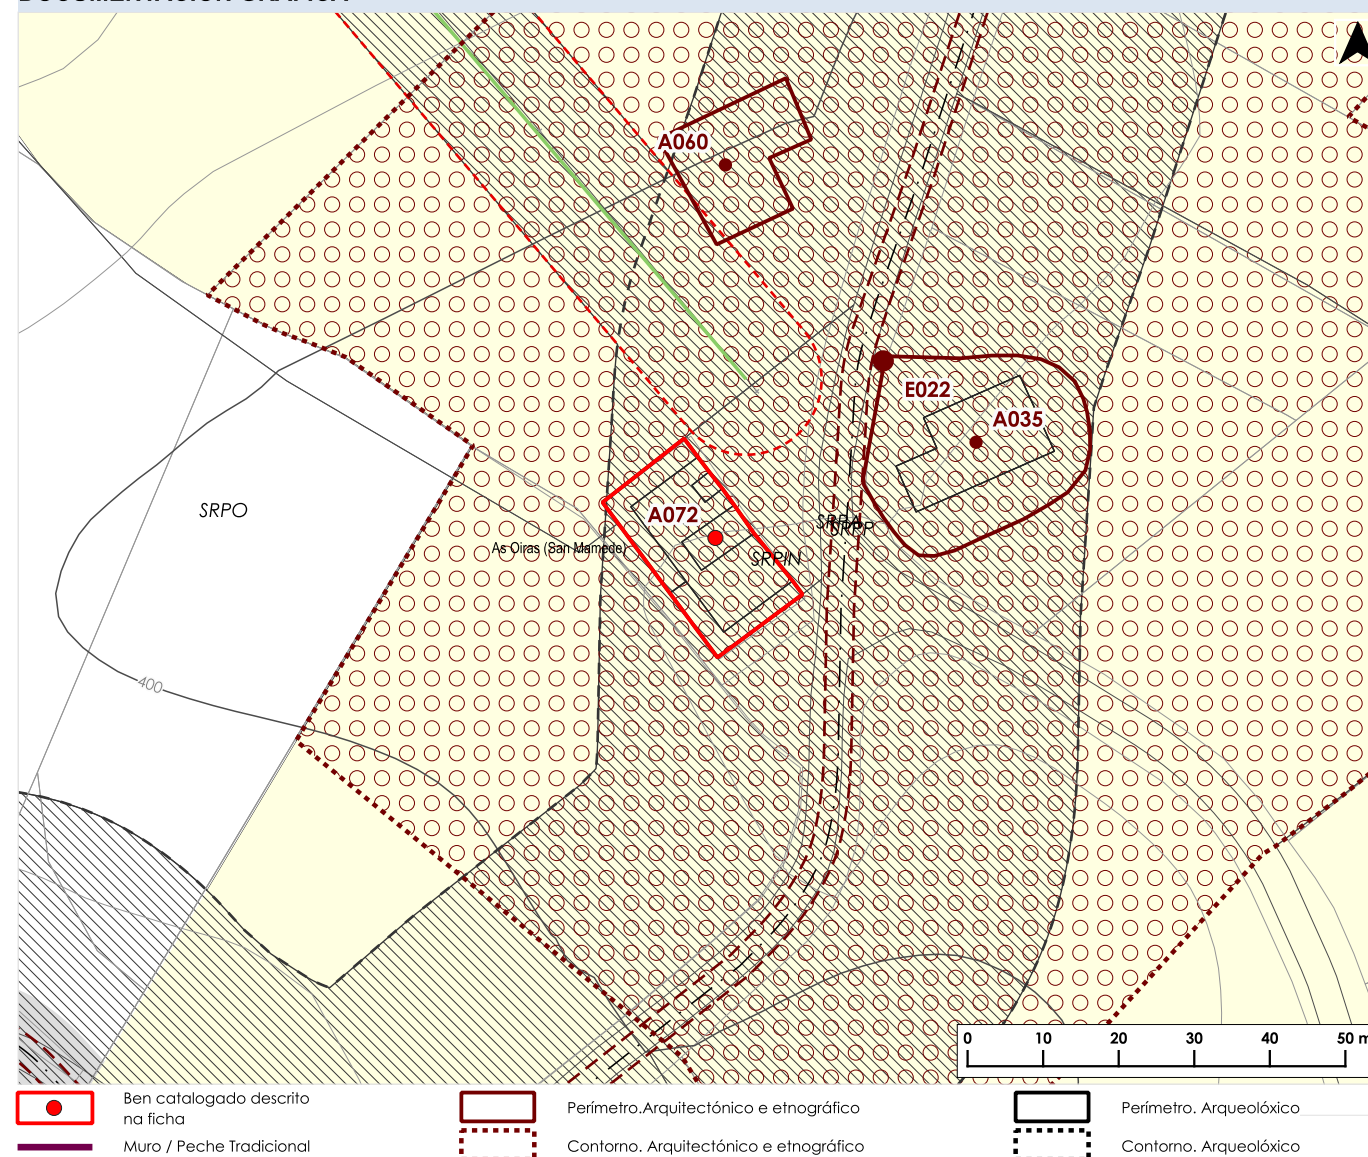 A060
E022
A035
A072
SRPO
As Oiras (San Mamede)
SRPP
SRPIN
400
0 10 20 30 40 50 m
Ben catalogado descrito
na ficha
Muro / Peche Tradicional
Perímetro.Arquitectónico e etnográfico
Contorno. Arquitectónico e etnográfico
Perímetro. Arqueolóxico
Contorno. Arqueolóxico